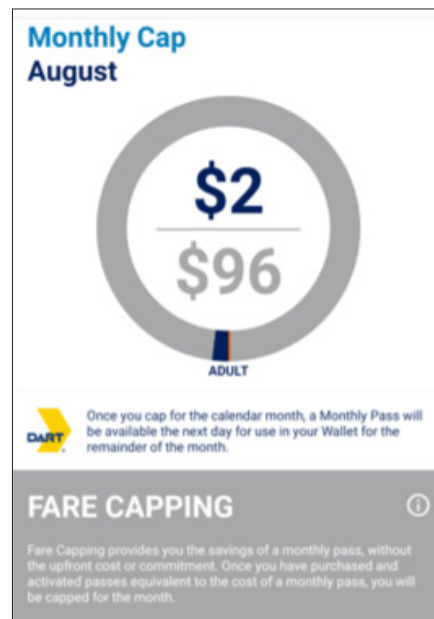 Monthly Cap
August
$2
$96
ADULT
DART
Once you cap for the calendar month, a Monthly Pass will
be available the next day for use in your Wallet for the
remainder of the month.
FARE CAPPING
Fare Capping provides you the savings of a monthly pass, without
the upfront cost or commitment. Once you have purchased and
activated passes equivalent to the cost of a monthly pass, you will
be capped for the month.